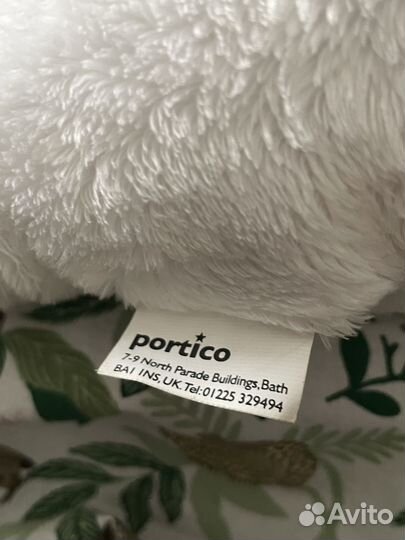 portico
7-9 North Parade Buildings, Bath
BA1 1NS, UK Tel: 01225 329494
Avito